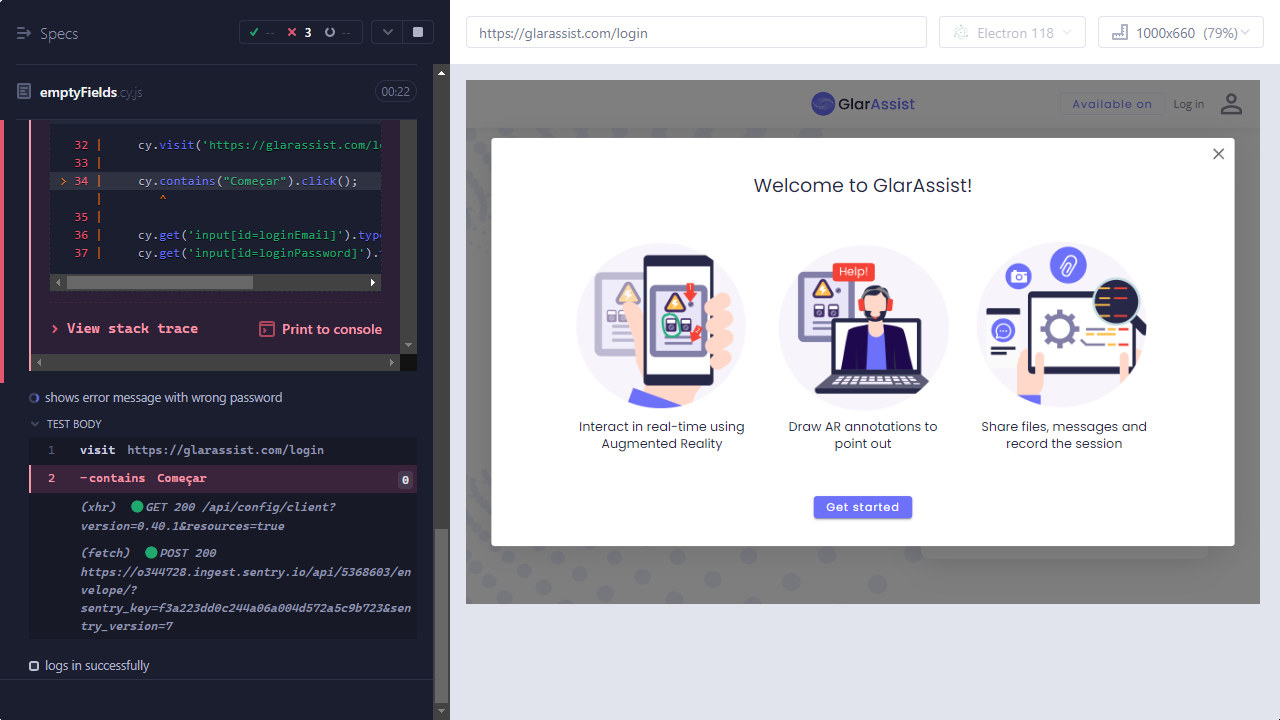 Specs
-- 3 --
emptyFields.cy.js
00:22
32 | cy.visit('https://glarassist.com/l
33 |
> 34 | cy.contains("Começar").click();
| ^
35 |
36 | cy.get('input[id=loginEmail]').type
37 | cy.get('input[id=loginPassword]').
> View stack trace
Print to console
shows error message with wrong password
TEST BODY
1 visit https://glarassist.com/login
2 -contains Começar 0
(xhr) GET 200 /api/config/client?
version=0.40.1&resources=true
(fetch) POST 200
https://o344728.ingest.sentry.io/api/5368603/en
velope/?
sentry_key=f3a223dd0c244a06a004d572a5c9b723&sen
try_version=7
logs in successfully
https://glarassist.com/login
Electron 118
1000x660 (79%)
GlarAssist
Available on
Log in
Welcome to GlarAssist!
Help!
Interact in real-time using
Augmented Reality
Draw AR annotations to
point out
Share files, messages and
record the session
Get started